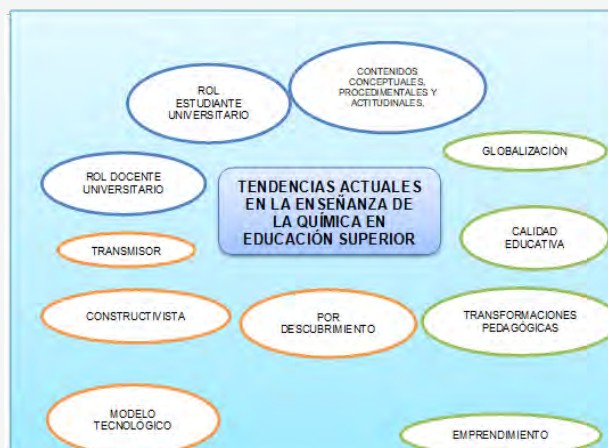 ROL
ESTUDIANTE
UNIVERSITARIO
CONTENIDOS
CONCEPTUALES,
PROCEDIMENTALES Y
ACTITUDINALES.
GLOBALIZACIÓN
ROL DOCENTE
UNIVERSITARIO
TENDENCIAS ACTUALES
EN LA ENSEÑANZA DE
LA QUÍMICA EN
EDUCACIÓN SUPERIOR
CALIDAD
EDUCATIVA
TRANSMISOR
CONSTRUCTIVISTA
POR
DESCUBRIMIENTO
TRANSFORMACIONES
PEDAGÓGICAS
MODELO
TECNOLÓGICO
EMPRENDIMIENTO